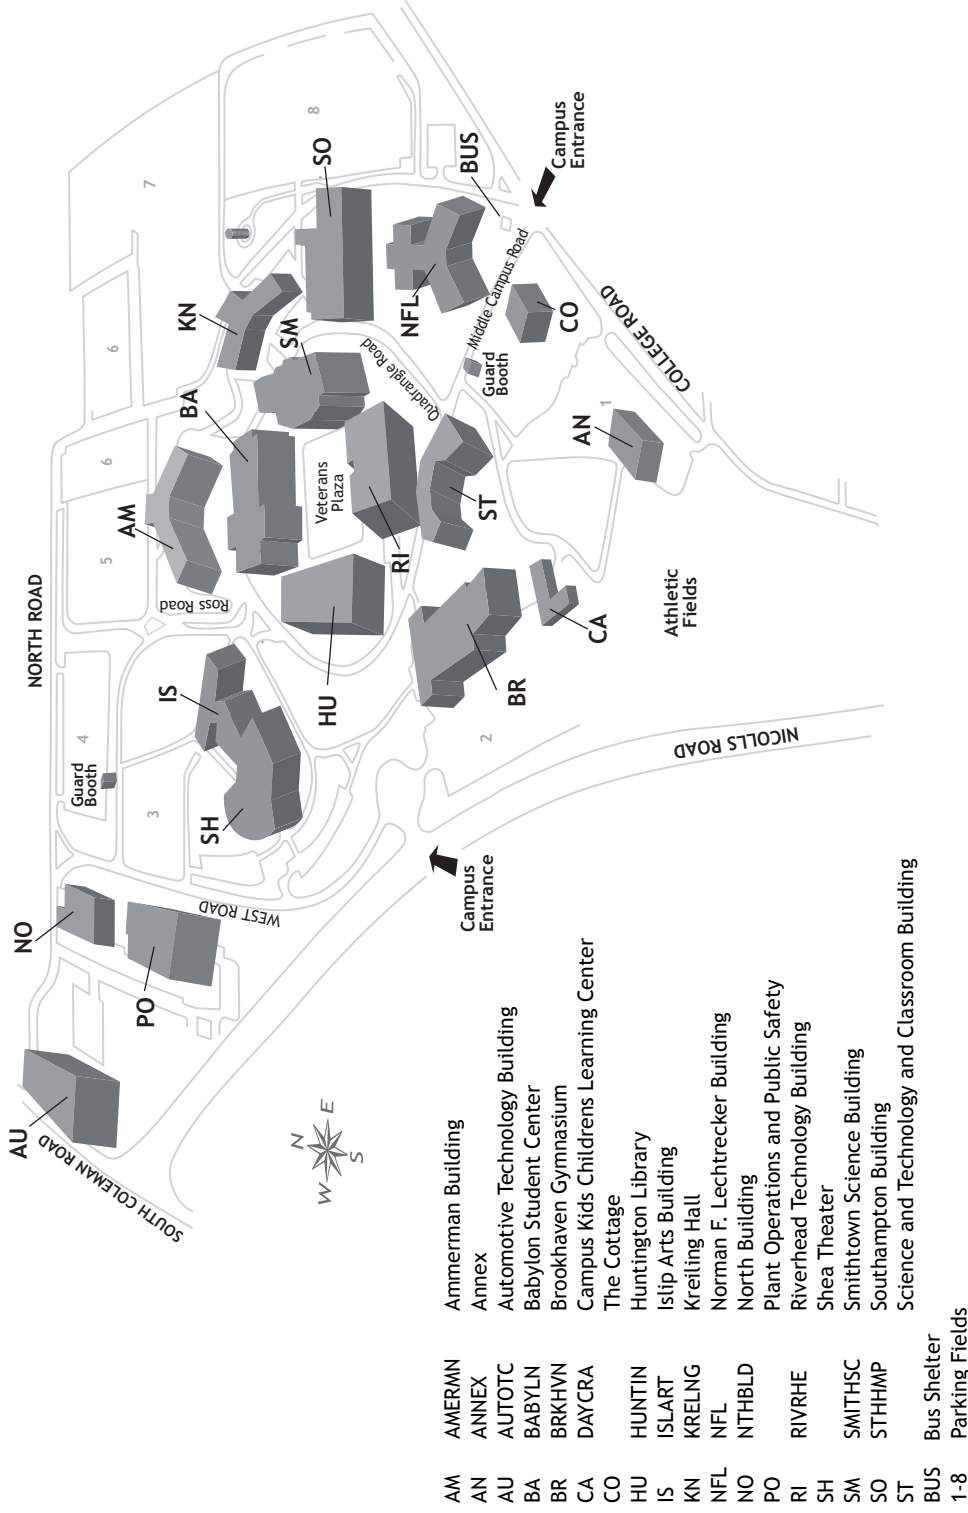 AU
NO
NORTH ROAD
SOUTH COLEMAN ROAD
PO
Guard
Booth
4
3
SH
IS
WEST ROAD
5
AM
Ross Road
6
6
7
BA
KN
SM
SO
8
N
W
E
S
HU
Veterans
Plaza
RI
Quadrangle Road
NFL
BUS
Middle Campus Road
Guard
Booth
ST
CO
Campus
Entrance
Campus
Entrance
2
BR
CA
AN
1
COLLEGE ROAD
Athletic
Fields
NICOLLS ROAD
AM AMERMN Ammerman Building
AN ANNEX Annex
AU AUTOTC Automotive Technology Building
BA BABYLN Babylon Student Center
BR BRKHVN Brookhaven Gymnasium
CA DAYCRA Campus Kids Childrens Learning Center
CO The Cottage
HU HUNTIN Huntington Library
IS ISLART Islip Arts Building
KN KRELNG Kreiling Hall
NFL NFL Norman F. Lechtrecker Building
NO NTHBLD North Building
PO Plant Operations and Public Safety
RI RIVRHE Riverhead Technology Building
SH Shea Theater
SM SMITHSC Smithtown Science Building
SO STHHMP Southampton Building
ST Science and Technology and Classroom Building
BUS Bus Shelter
1-8 Parking Fields